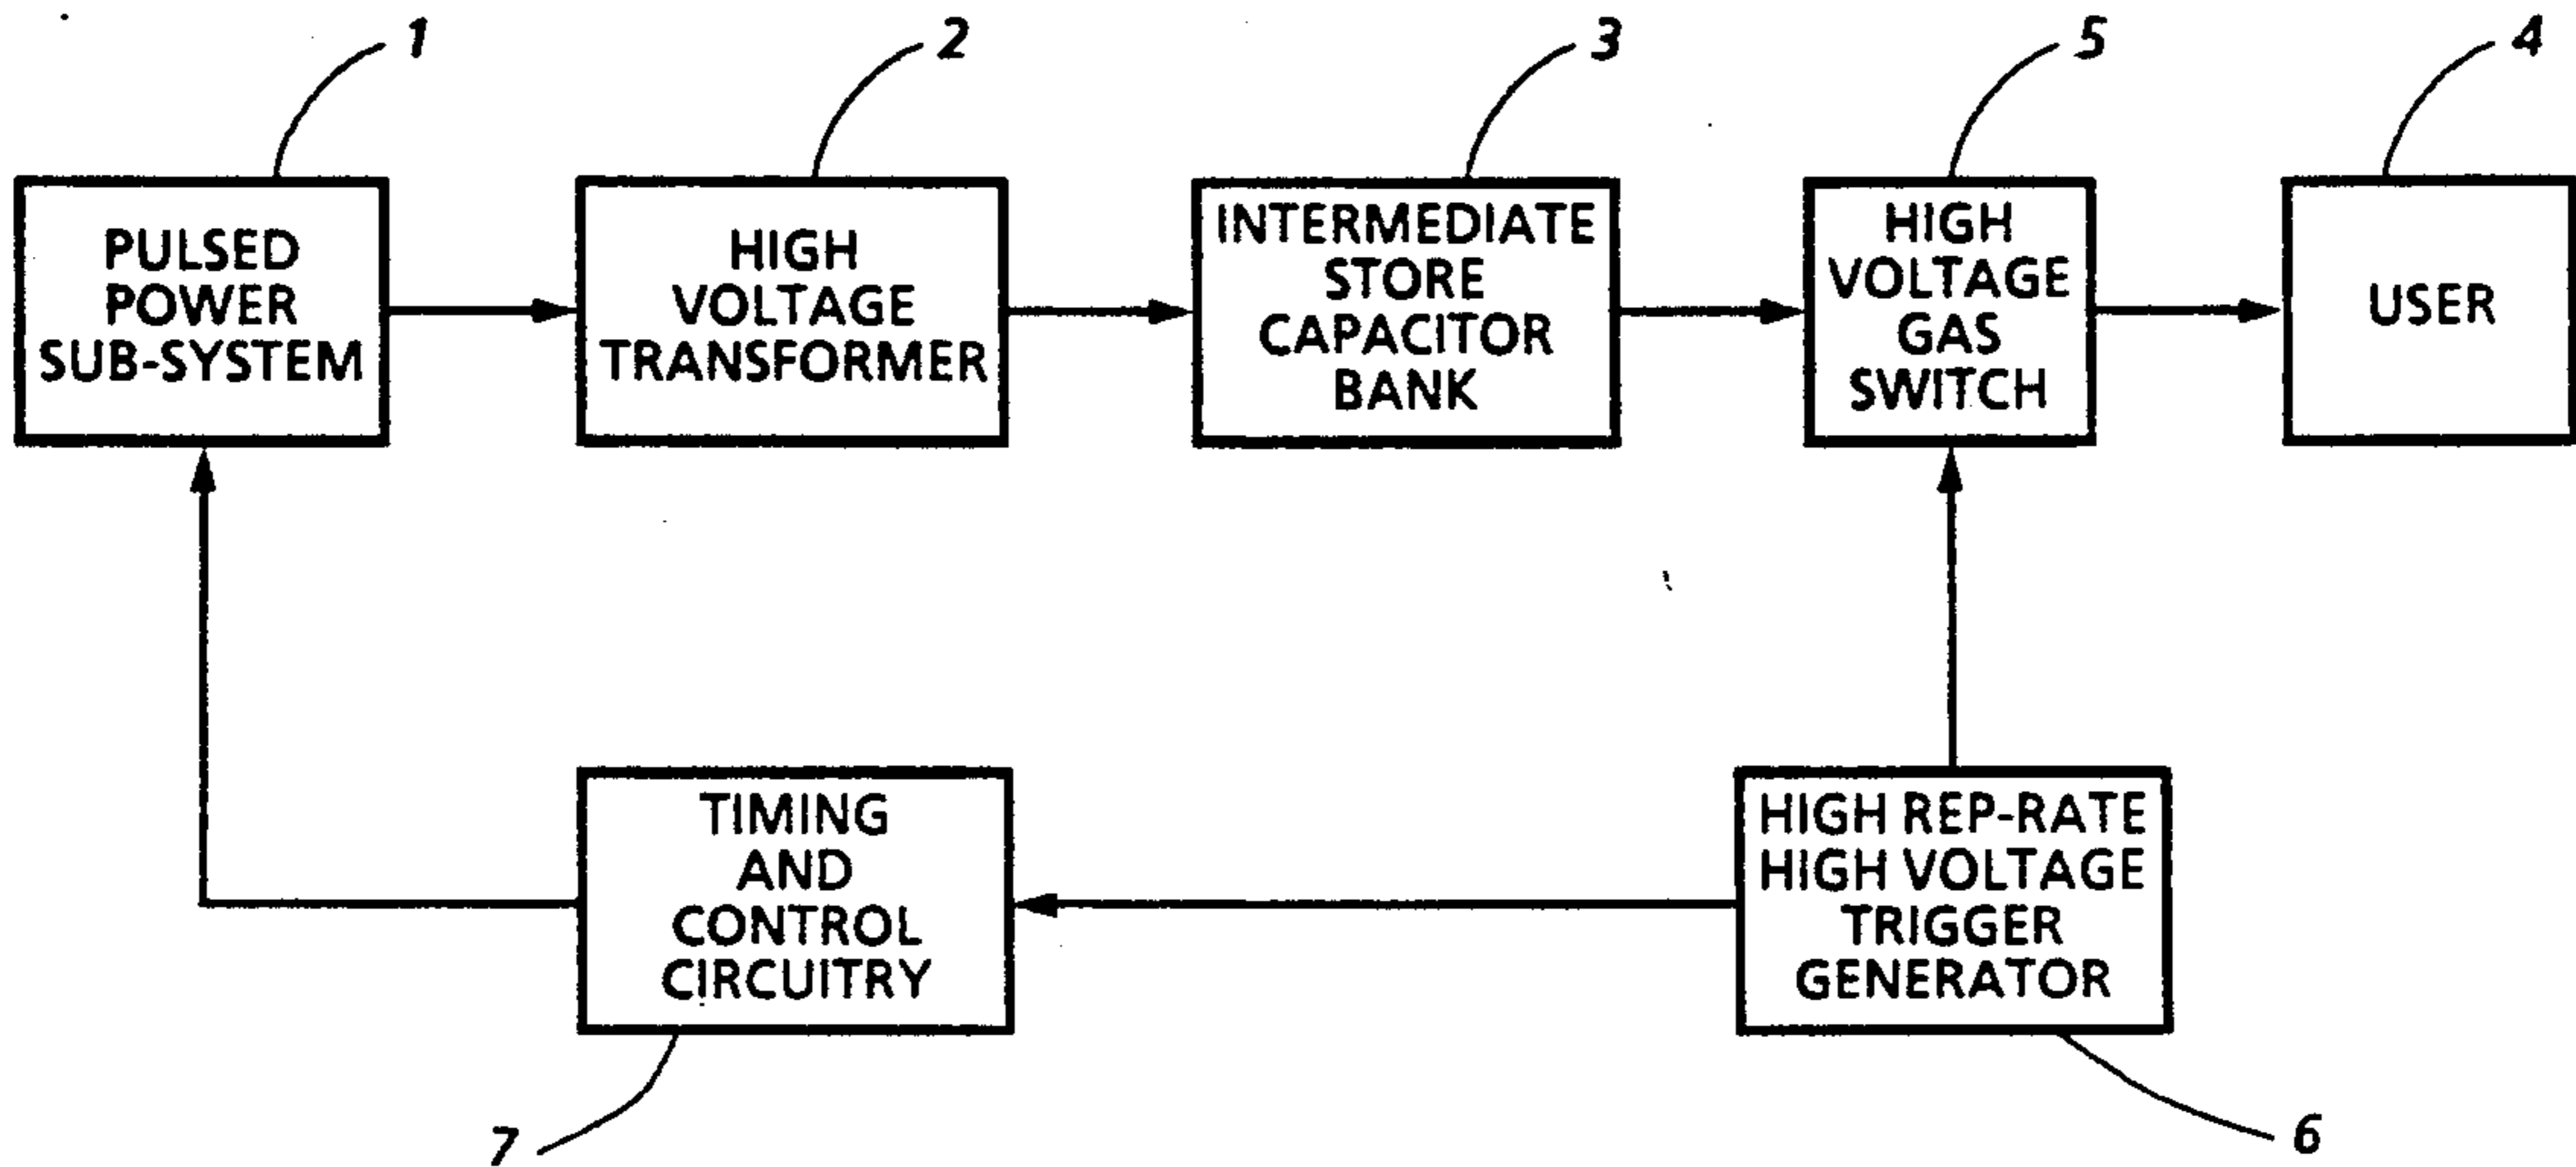 1
2
3
5
4
PULSED
POWER
SUB-SYSTEM
HIGH
VOLTAGE
TRANSFORMER
INTERMEDIATE
STORE
CAPACITOR
BANK
HIGH
VOLTAGE
GAS
SWITCH
USER
TIMING
AND
CONTROL
CIRCUITRY
HIGH REP-RATE
HIGH VOLTAGE
TRIGGER
GENERATOR
7
6